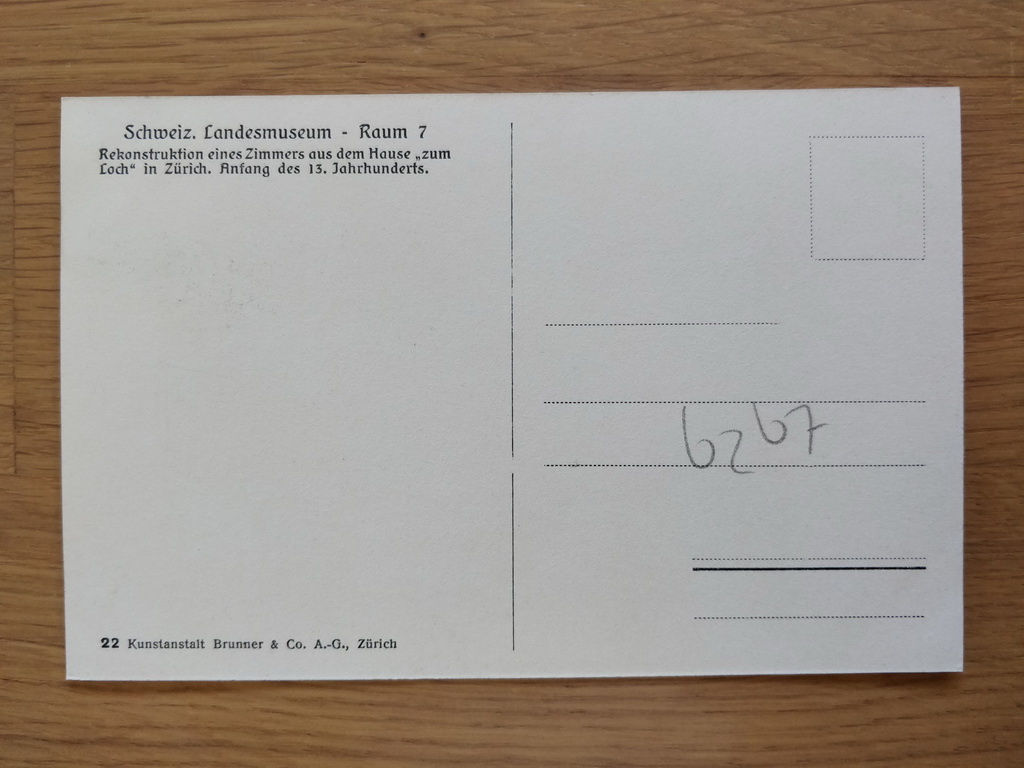 Schweiz. Landesmuseum - Raum 7
Rekonstruktion eines Zimmers aus dem Hause „zum
Loch“ in Zürich. Anfang des 13. Jahrhunderts.
6267
22 Kunstanstalt Brunner & Co. A.-G., Zürich